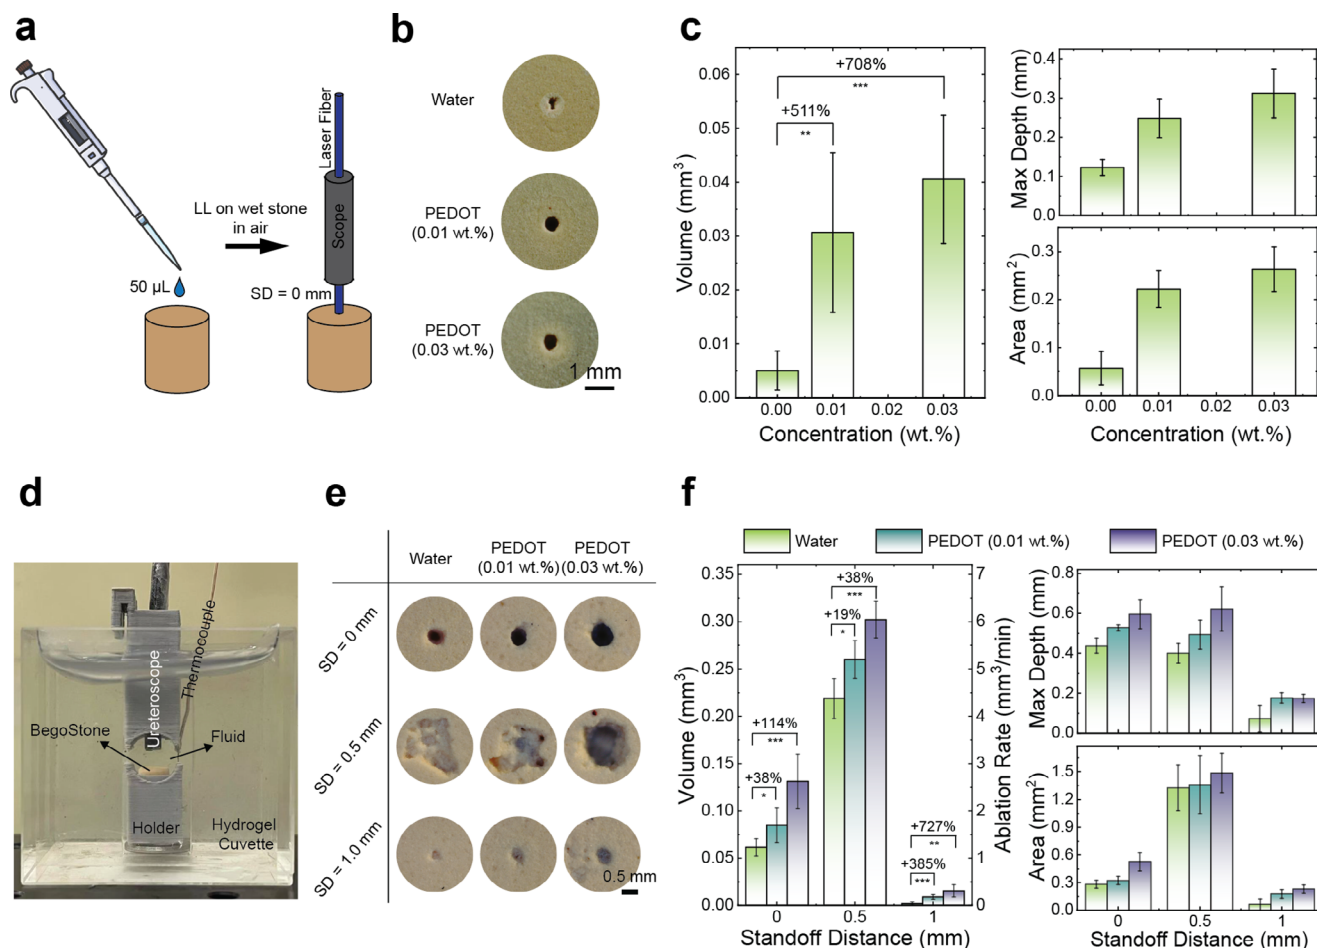 a
Laser Fiber
LL on wet stone
in air
Scope
50 µL
SD = 0 mm
b
Water
PEDOT
(0.01 wt.%)
PEDOT
(0.03 wt.%)
1 mm
c
0.06
0.05
0.04
0.03
0.02
0.01
0.00
Volume (mm³)
+708%
***
+511%
**
0.00 0.01 0.02 0.03
Concentration (wt.%)
0.4
0.3
0.2
0.1
0.0
Max Depth (mm)
0.3
0.2
0.1
0.0
Area (mm²)
0.00 0.01 0.02 0.03
Concentration (wt.%)
d
Ureteroscope
Thermocouple
BegoStone
Fluid
Holder
Hydrogel
Cuvette
e
Water
PEDOT
(0.01 wt.%)
PEDOT
(0.03 wt.%)
SD = 0 mm
SD = 0.5 mm
SD = 1.0 mm
0.5 mm
f
Water
PEDOT (0.01 wt.%)
PEDOT (0.03 wt.%)
0.35
0.30
0.25
0.20
0.15
0.10
0.05
0.00
Volume (mm³)
+114%
***
+38%
*
+38%
***
+19%
*
+727%
**
+385%
***
7
6
5
4
3
2
1
0
Ablation Rate (mm³/min)
0 0.5 1
Standoff Distance (mm)
0.8
0.6
0.4
0.2
0.0
Max Depth (mm)
1.5
1.2
0.9
0.6
0.3
0.0
Area (mm²)
0 0.5 1
Standoff Distance (mm)